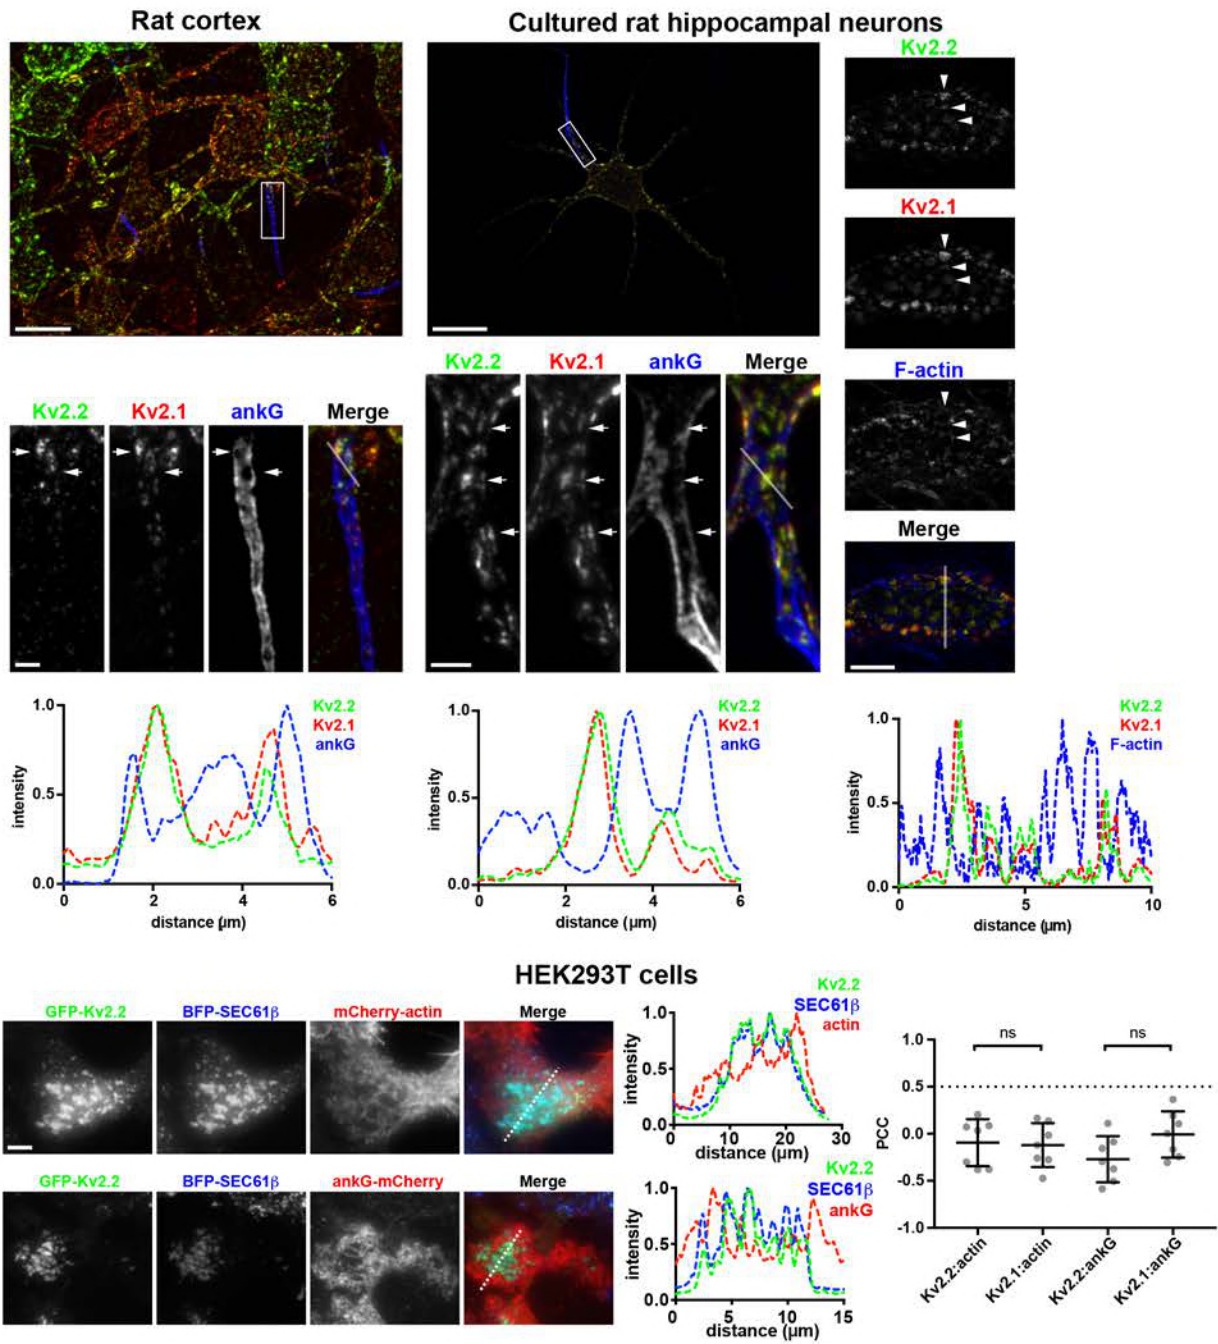 Rat cortex
Cultured rat hippocampal neurons
Kv2.2
Kv2.1
F-actin
Merge
Kv2.2 Kv2.1 ankG Merge
Kv2.2 Kv2.1 ankG Merge
1.0
0.5
0.0
intensity
0 2 4 6
distance (µm)
Kv2.2
Kv2.1
ankG
1.0
0.5
0.0
intensity
0 2 4 6
distance (µm)
Kv2.2
Kv2.1
ankG
1.0
0.5
0.0
intensity
0 5 10
distance (µm)
Kv2.2
Kv2.1
F-actin
HEK293T cells
GFP-Kv2.2 BFP-SEC61β mCherry-actin Merge
1.0
0.5
0.0
intensity
0 10 20 30
distance (µm)
Kv2.2
SEC61β
actin
GFP-Kv2.2 BFP-SEC61β ankG-mCherry Merge
1.0
0.5
0.0
intensity
0 5 10 15
distance (µm)
Kv2.2
SEC61β
ankG
ns ns
1.0
0.5
0.0
-0.5
-1.0
PCC
Kv2.2:actin
Kv2.1:actin
Kv2.2:ankG
Kv2.1:ankG